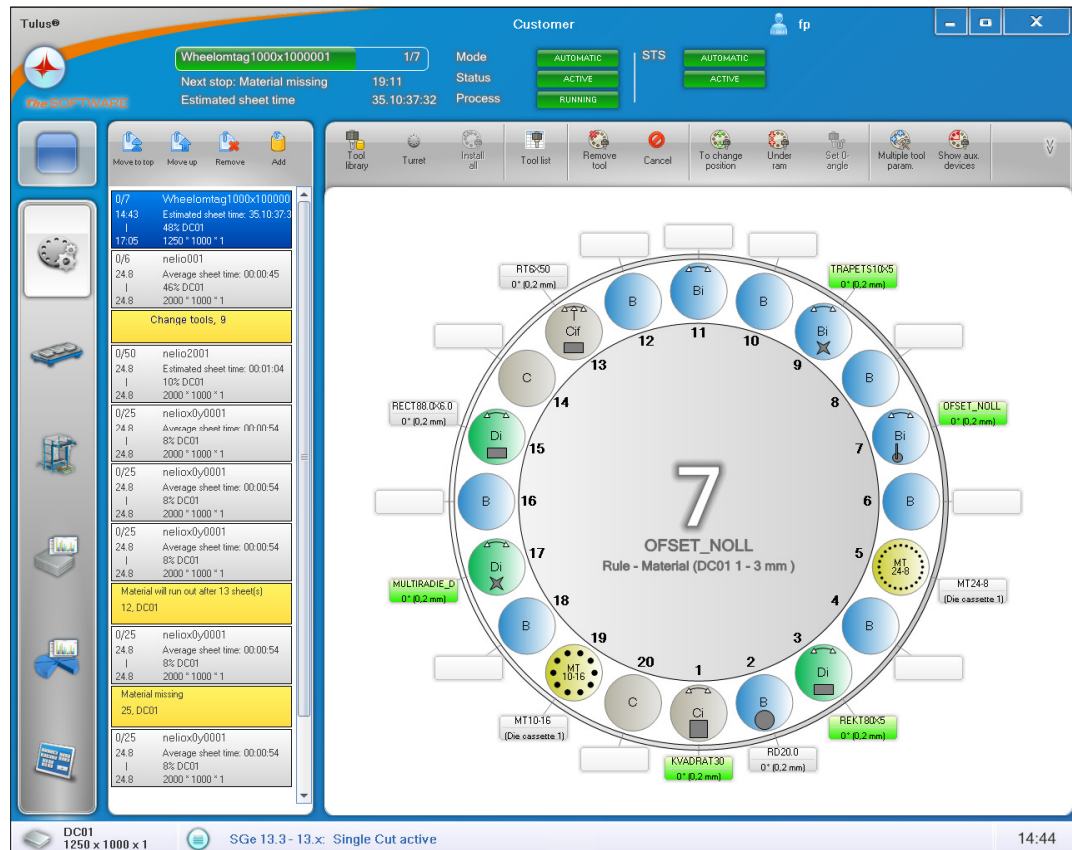 Tulus®
Customer
fp
theSOFTWARE
Wheelomtag1000x1000001 1/7
Next stop: Material missing 19:11
Estimated sheet time 35.10:37:32
Mode AUTOMATIC
Status ACTIVE
Process RUNNING
STS AUTOMATIC
ACTIVE
Move to top
Move up
Remove
Add
Tool library
Turret
Install all
Tool list
Remove tool
Cancel
To change position
Under ram
Set 0-angle
Multiple tool param.
Show aux. devices
0/7 Wheelomtag1000x100000
14:43 Estimated sheet time: 35.10:37:3
| 48% DC01
17:05 1250 * 1000 * 1
0/6 nelio001
24.8 Average sheet time: 00:00:45
| 46% DC01
24.8 2000 * 1000 * 1
Change tools, 9
0/50 nelio2001
24.8 Estimated sheet time: 00:01:04
| 10% DC01
24.8 2000 * 1000 * 1
0/25 neliox0y0001
24.8 Average sheet time: 00:00:54
| 8% DC01
24.8 2000 * 1000 * 1
0/25 neliox0y0001
24.8 Average sheet time: 00:00:54
| 8% DC01
24.8 2000 * 1000 * 1
0/25 neliox0y0001
24.8 Average sheet time: 00:00:54
| 8% DC01
24.8 2000 * 1000 * 1
Material will run out after 13 sheet(s)
12, DC01
0/25 neliox0y0001
24.8 Average sheet time: 00:00:54
| 8% DC01
24.8 2000 * 1000 * 1
Material missing
25, DC01
0/25 neliox0y0001
24.8 Average sheet time: 00:00:54
| 8% DC01
24.8 2000 * 1000 * 1
Bi
11
B
10
TRAPETS10X5
0° (0,2 mm)
Bi
9
B
8
OFSET_NOLL
0° (0,2 mm)
Bi
7
B
6
MT
24-8
5
MT24-8
(Die cassette 1)
B
4
Di
3
REKT80X5
0° (0,2 mm)
B
2
RD20.0
0° (0,2 mm)
Ci
1
KVADRAT30
0° (0,2 mm)
C
20
MT
10-16
19
MT10-16
(Die cassette 1)
B
18
Di
17
MULTIRADIE_D
0° (0,2 mm)
B
16
RECT88.0X6.0
0° (0,2 mm)
Di
15
C
14
RT6X50
0° (0,2 mm)
Cif
13
B
12
7
OFSET_NOLL
Rule - Material (DC01 1 - 3 mm )
DC01
1250 x 1000 x 1
SGe 13.3 - 13.x: Single Cut active
14:44